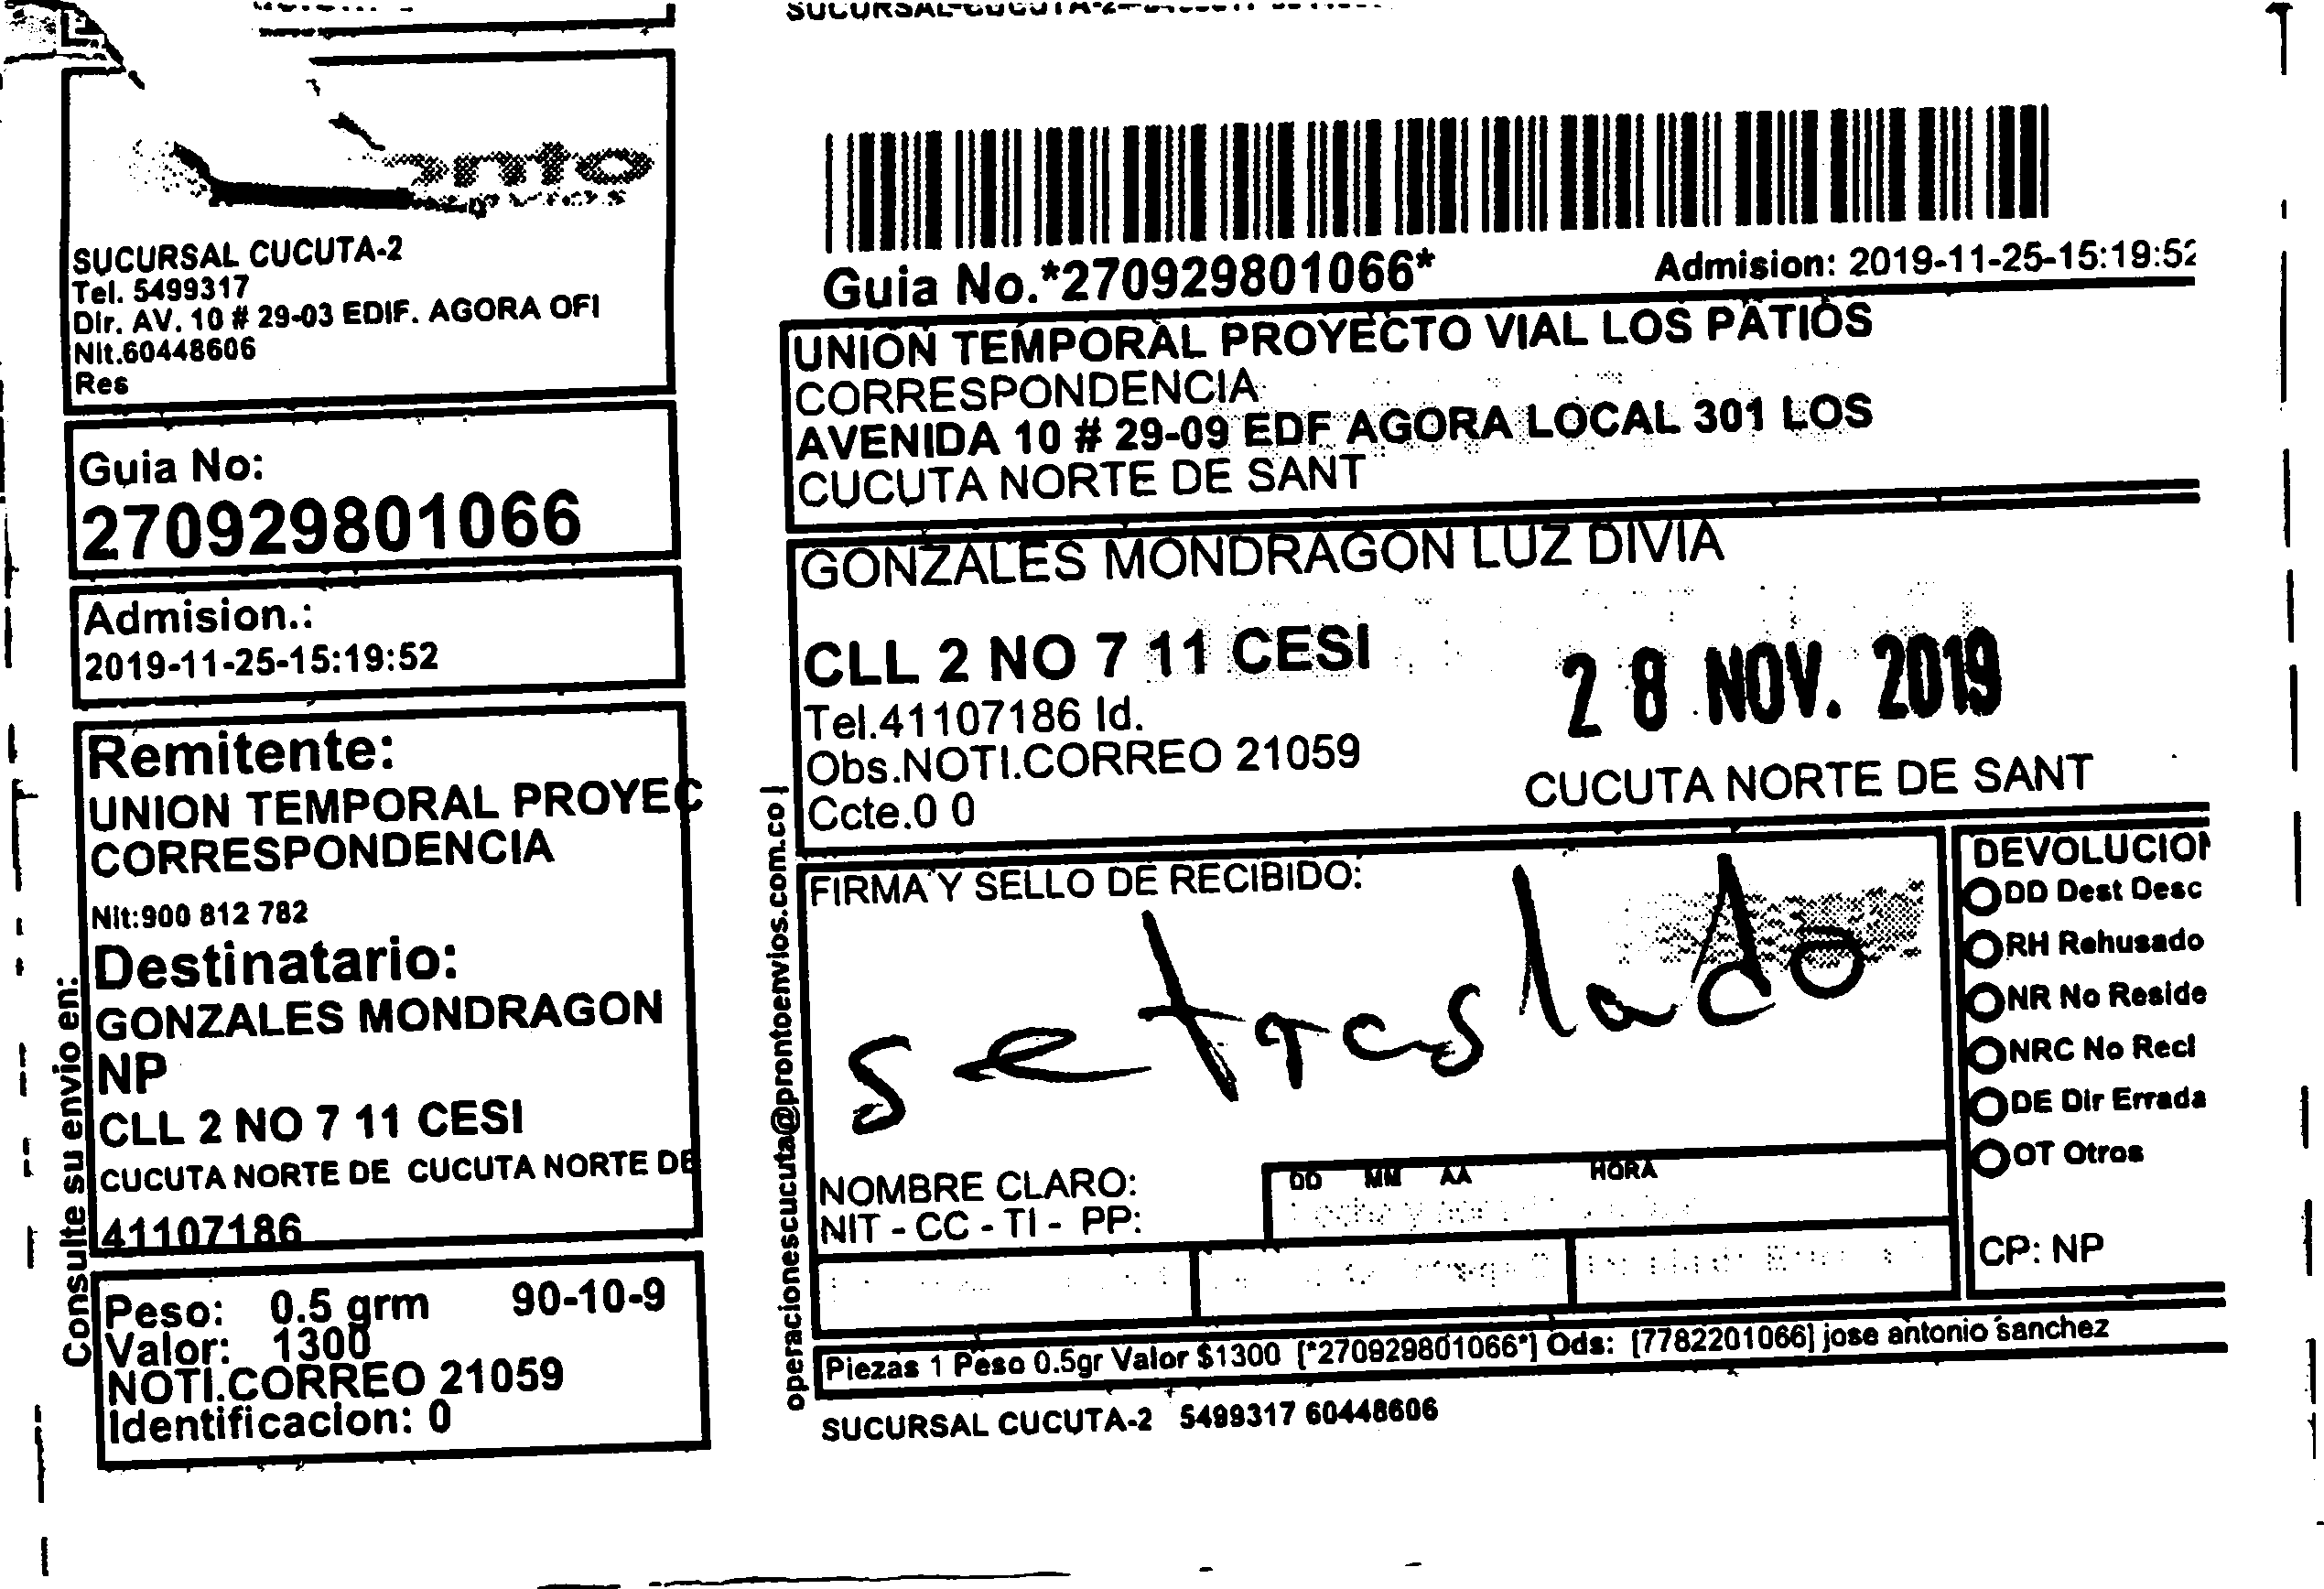 SUCURSAL CUCUTA-2
Tel. 5499317
Dir. AV. 10 # 29-03 EDIF. AGORA OFI
Nit.60448606
Res
Guia No:
270929801066
Admision.:
2019-11-25-15:19:52
Remitente:
UNION TEMPORAL PROYEC
CORRESPONDENCIA
Nit:900 812 782
Destinatario:
GONZALES MONDRAGON
NP
CLL 2 NO 7 11 CESI
CUCUTA NORTE DE CUCUTA NORTE DE
41107186
Peso: 0.5 grm 90-10-9
Valor: 1300
NOTI.CORREO 21059
Identificacion: 0
Consulte su envio en:
operacionescucuta@prontoenvios.com.co
Guia No.*270929801066*
Admision: 2019-11-25-15:19:52
UNION TEMPORAL PROYECTO VIAL LOS PATIOS
CORRESPONDENCIA
AVENIDA 10 # 29-09 EDF AGORA LOCAL 301 LOS
CUCUTA NORTE DE SANT
GONZALES MONDRAGON LUZ DIVIA
CLL 2 NO 7 11 CESI
Tel.41107186 Id.
Obs.NOTI.CORREO 21059
Ccte.0 0
28 NOV. 2019
CUCUTA NORTE DE SANT
FIRMA Y SELLO DE RECIBIDO:
se traslado
NOMBRE CLARO:
NIT - CC - TI - PP:
DD MM AA HORA
DEVOLUCION
DD Dest Desc
RH Rehusado
NR No Reside
NRC No Recl
DE Dir Errada
OT Otros
CP: NP
Piezas 1 Peso 0.5gr Valor $1300 [*270929801066*] Ods: [7782201066] jose antonio sanchez
SUCURSAL CUCUTA-2 5499317 60448606